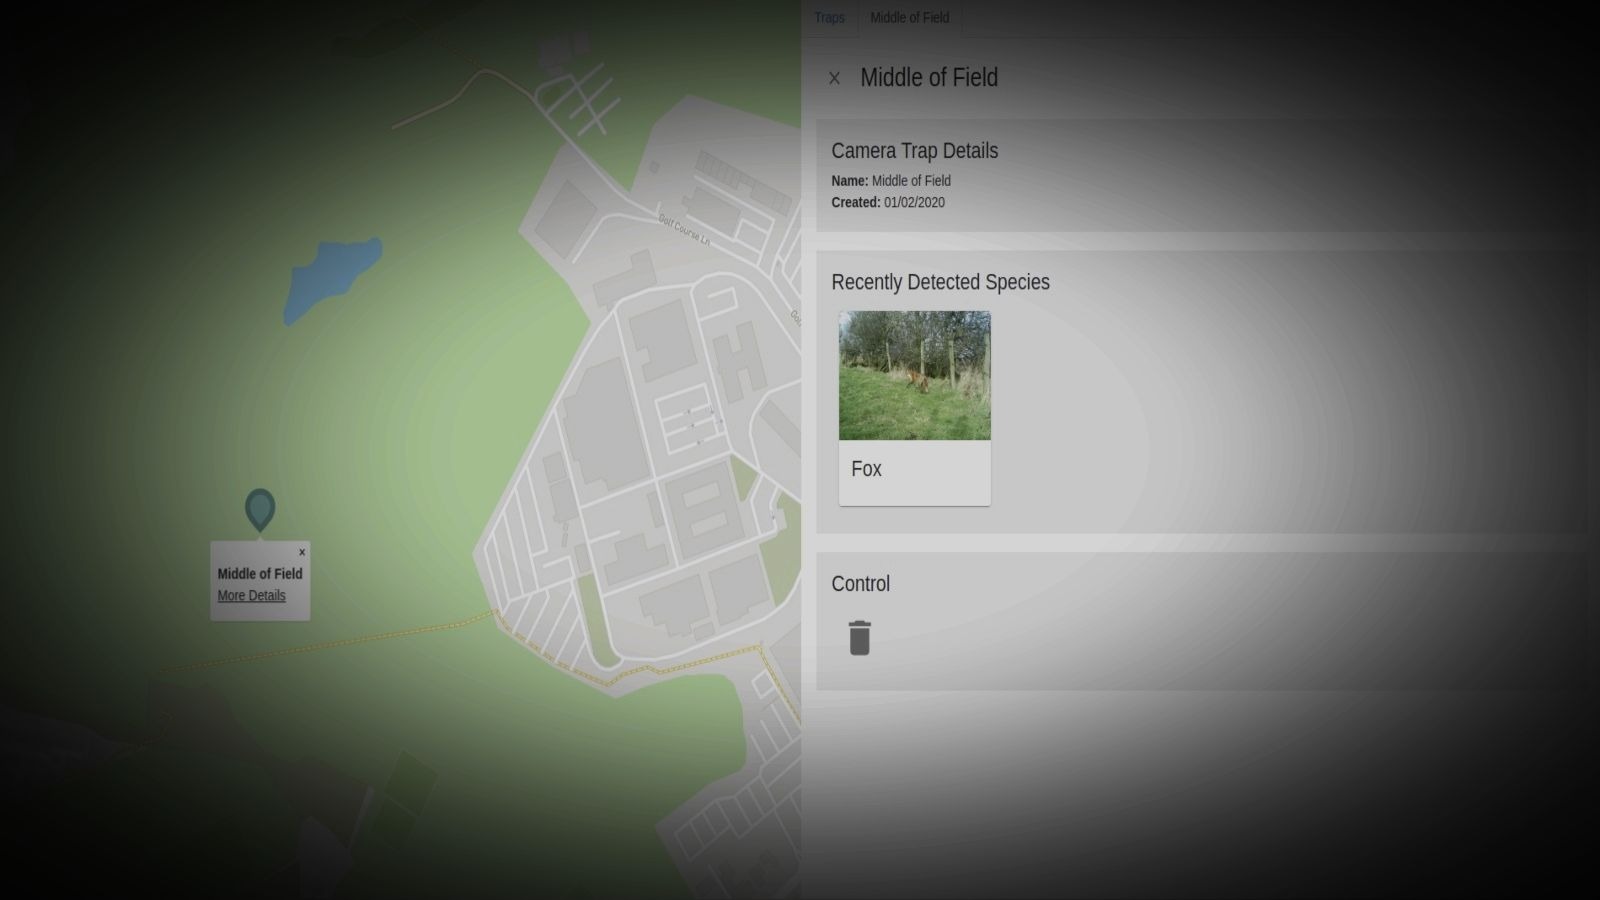 Traps
Middle of Field
Middle of Field
Camera Trap Details
Name: Middle of Field
Created: 01/02/2020
Recently Detected Species
Fox
Control
Golf Course Ln
Middle of Field
More Details